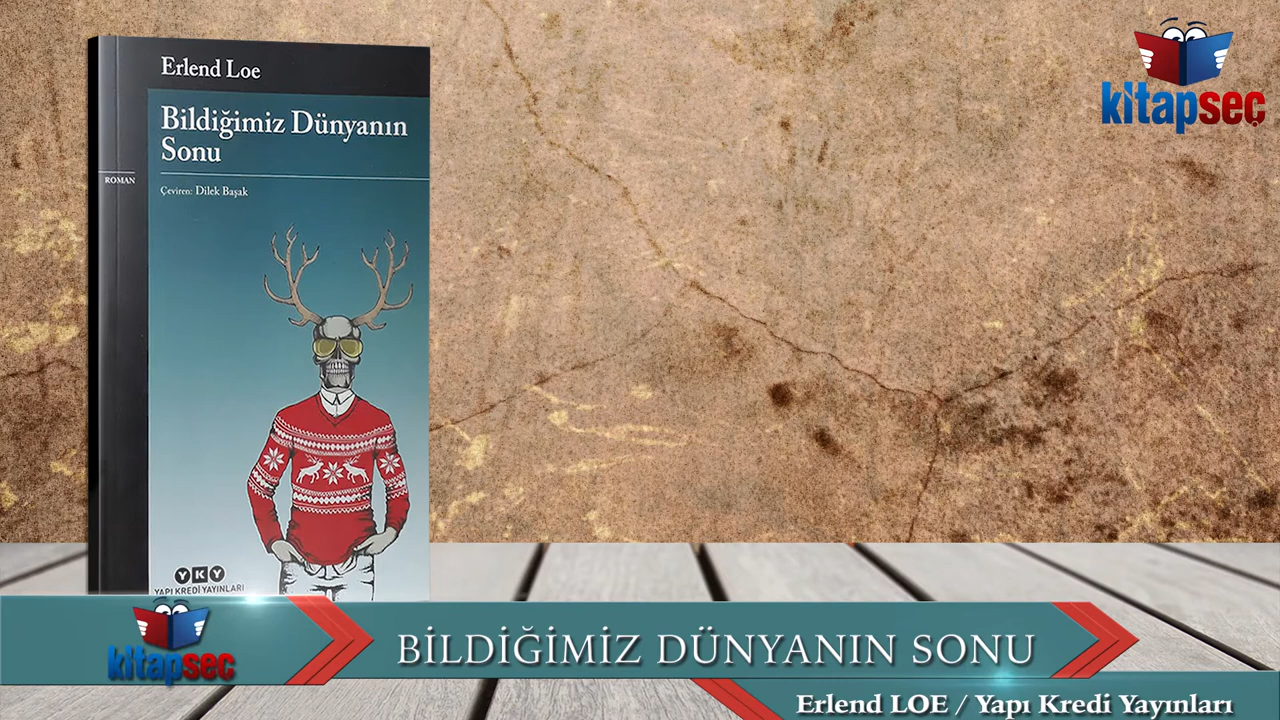 Erlend Loe
Bildiğimiz Dünyanın
Sonu
ROMAN
Çeviren: Dilek Başak
YKY
YAPI KREDİ YAYINLARI
kitapseç
kitapseç
BİLDİĞİMİZ DÜNYANIN SONU
Erlend LOE / Yapı Kredi Yayınları